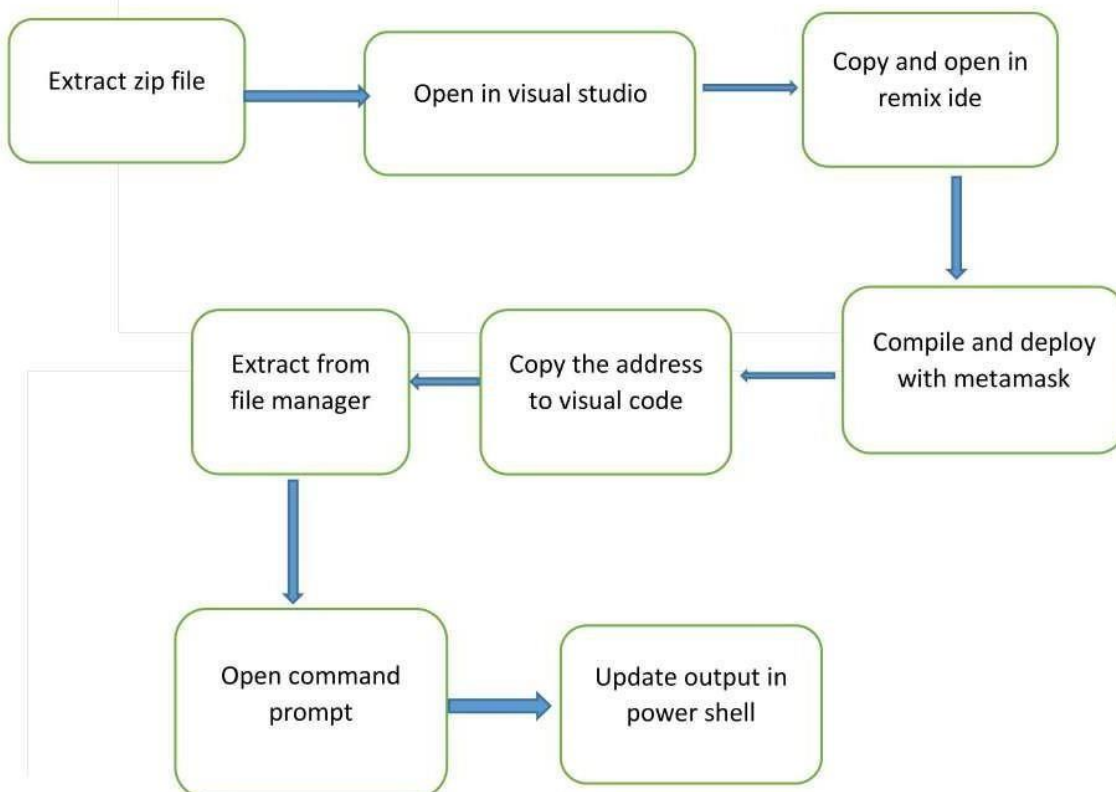 Extract zip file
Open in visual studio
Copy and open in
remix ide
Compile and deploy
with metamask
Copy the address
to visual code
Extract from
file manager
Open command
prompt
Update output in
power shell